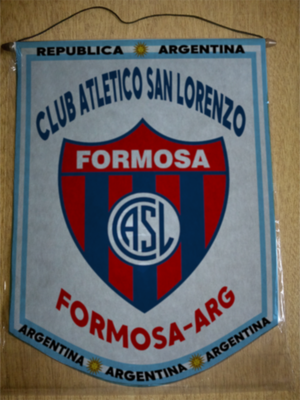 REPUBLICA ARGENTINA
CLUB ATLETICO SAN LORENZO
FORMOSA
CASL
FORMOSA-ARG
ARGENTINA ARGENTINA ARGENTINA